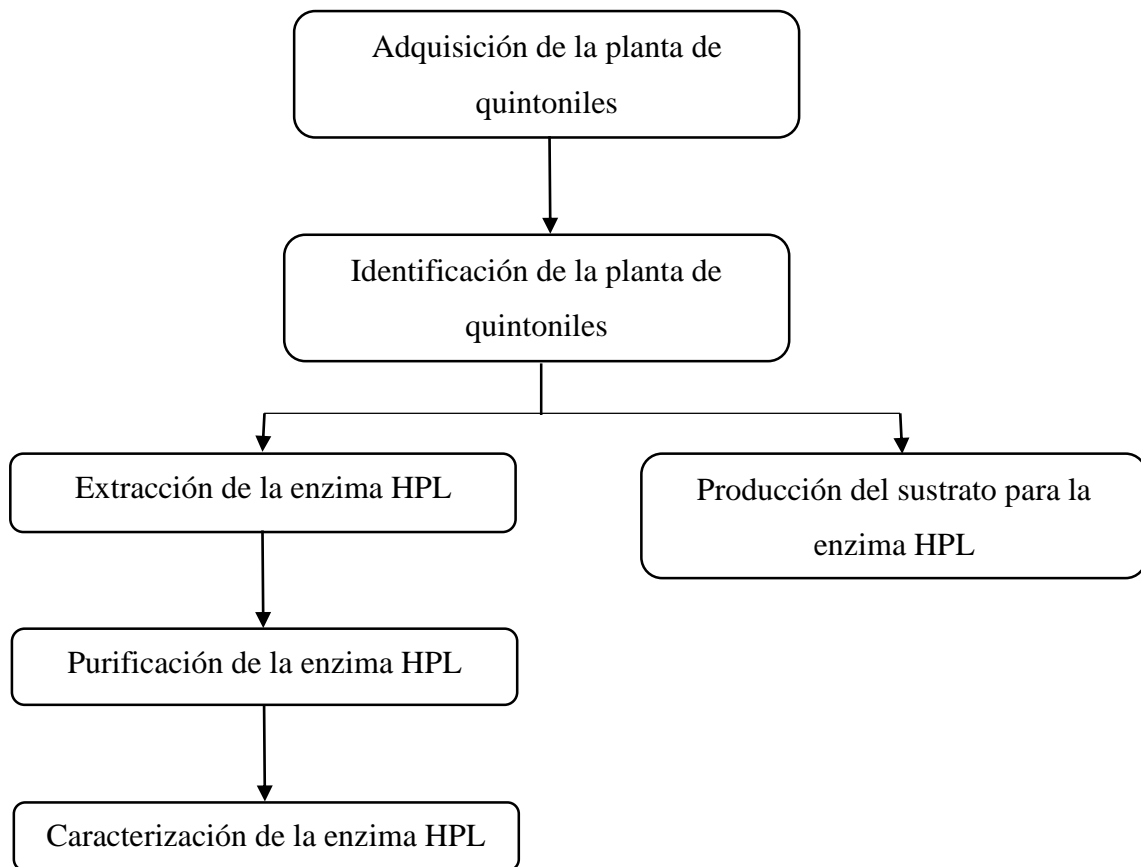 Adquisición de la planta de
quintoniles
Identificación de la planta de
quintoniles
Extracción de la enzima HPL
Producción del sustrato para la
enzima HPL
Purificación de la enzima HPL
Caracterización de la enzima HPL